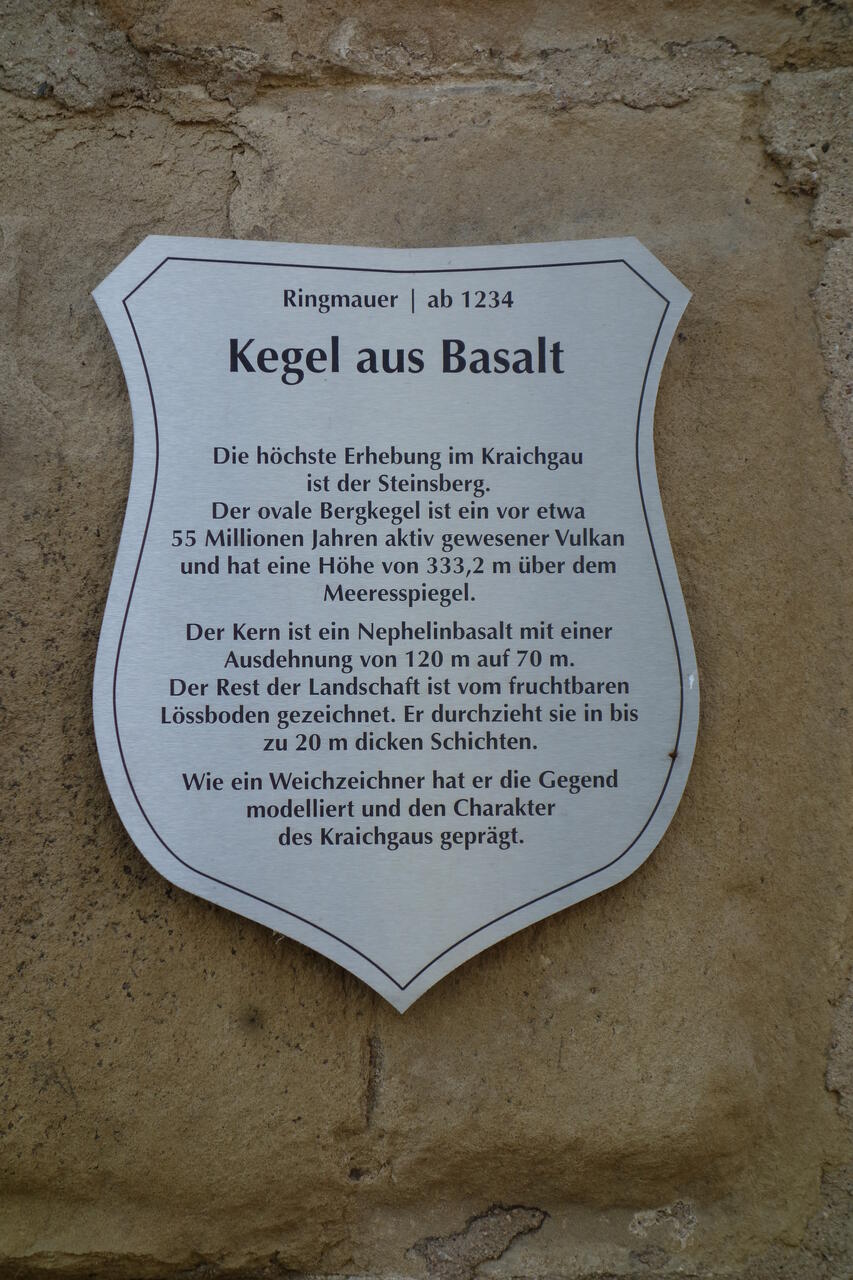 Ringmauer | ab 1234
Kegel aus Basalt
Die höchste Erhebung im Kraichgau
ist der Steinsberg.
Der ovale Bergkegel ist ein vor etwa
55 Millionen Jahren aktiv gewesener Vulkan
und hat eine Höhe von 333,2 m über dem
Meeresspiegel.
Der Kern ist ein Nephelinbasalt mit einer
Ausdehnung von 120 m auf 70 m.
Der Rest der Landschaft ist vom fruchtbaren
Lössboden gezeichnet. Er durchzieht sie in bis
zu 20 m dicken Schichten.
Wie ein Weichzeichner hat er die Gegend
modelliert und den Charakter
des Kraichgaus geprägt.